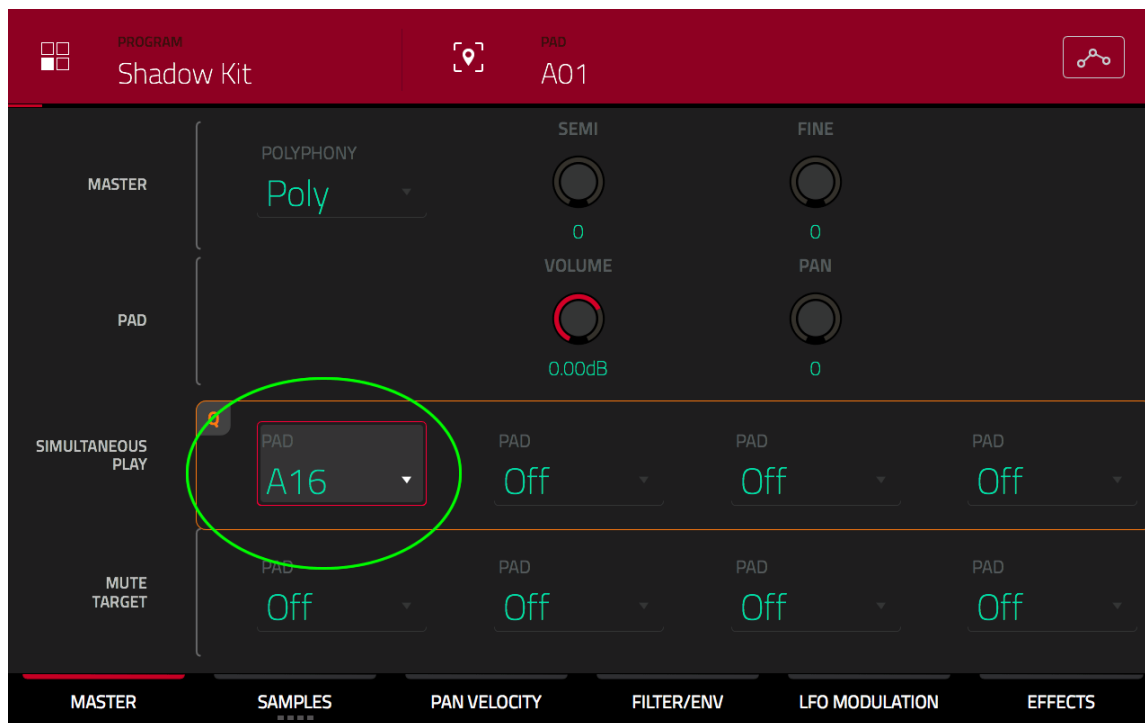 PROGRAM
Shadow Kit
PAD
A01
MASTER
POLYPHONY
Poly
SEMI
0
FINE
0
PAD
VOLUME
0.00dB
PAN
0
SIMULTANEOUS
PLAY
Q
PAD
A16
PAD
Off
PAD
Off
PAD
Off
MUTE
TARGET
PAD
Off
PAD
Off
PAD
Off
PAD
Off
MASTER
SAMPLES
PAN VELOCITY
FILTER/ENV
LFO MODULATION
EFFECTS